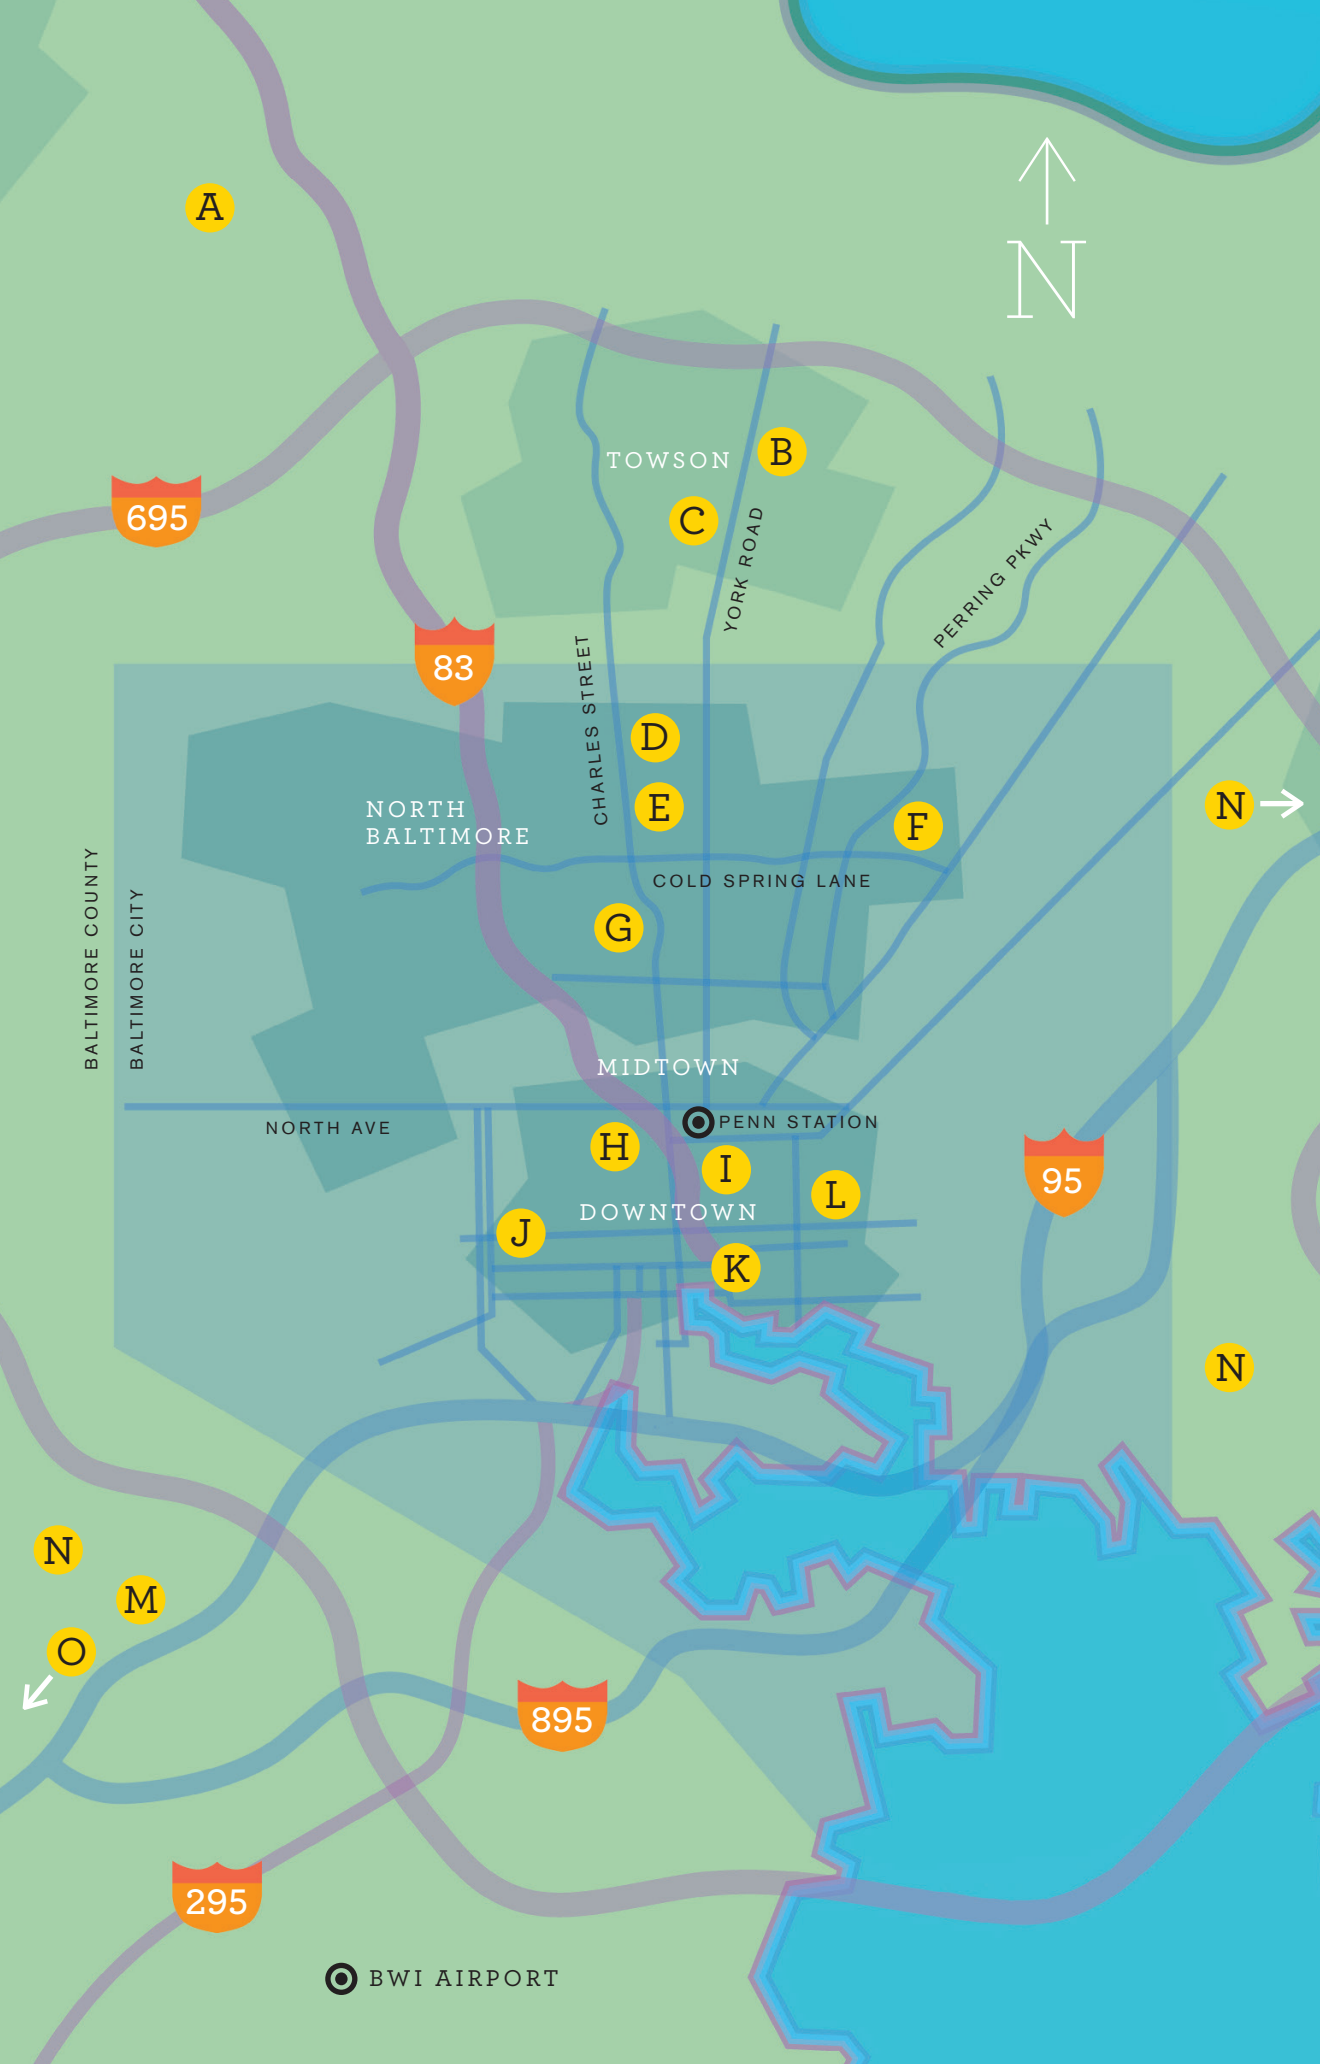 A
N
TOWSON
B
C
695
YORK ROAD
PERRING PKWY
83
CHARLES STREET
D
NORTH
BALTIMORE
E
F
N
COLD SPRING LANE
G
BALTIMORE COUNTY
BALTIMORE CITY
MIDTOWN
NORTH AVE
PENN STATION
H
I
95
L
DOWNTOWN
J
K
N
N
M
O
895
295
BWI AIRPORT